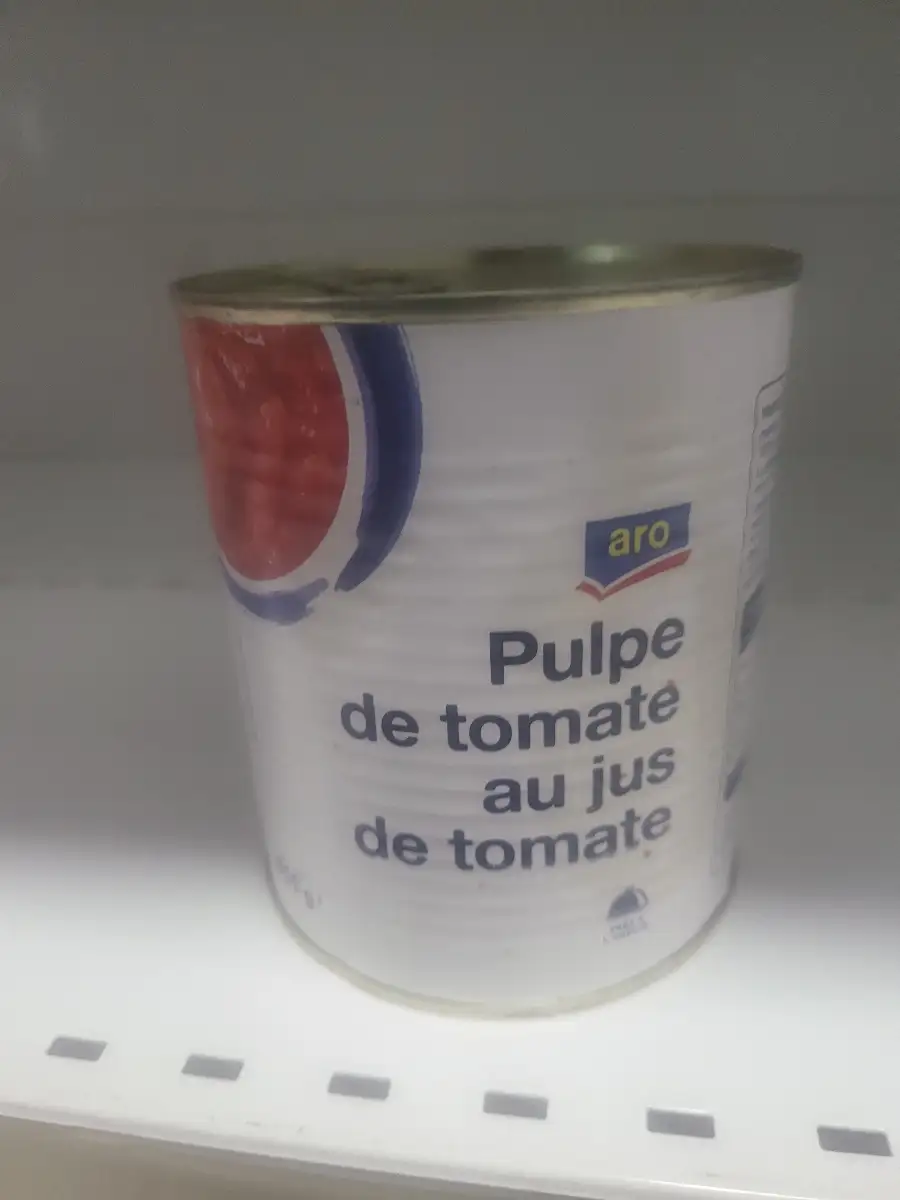 aro
Pulpe
de tomate
au jus
de tomate